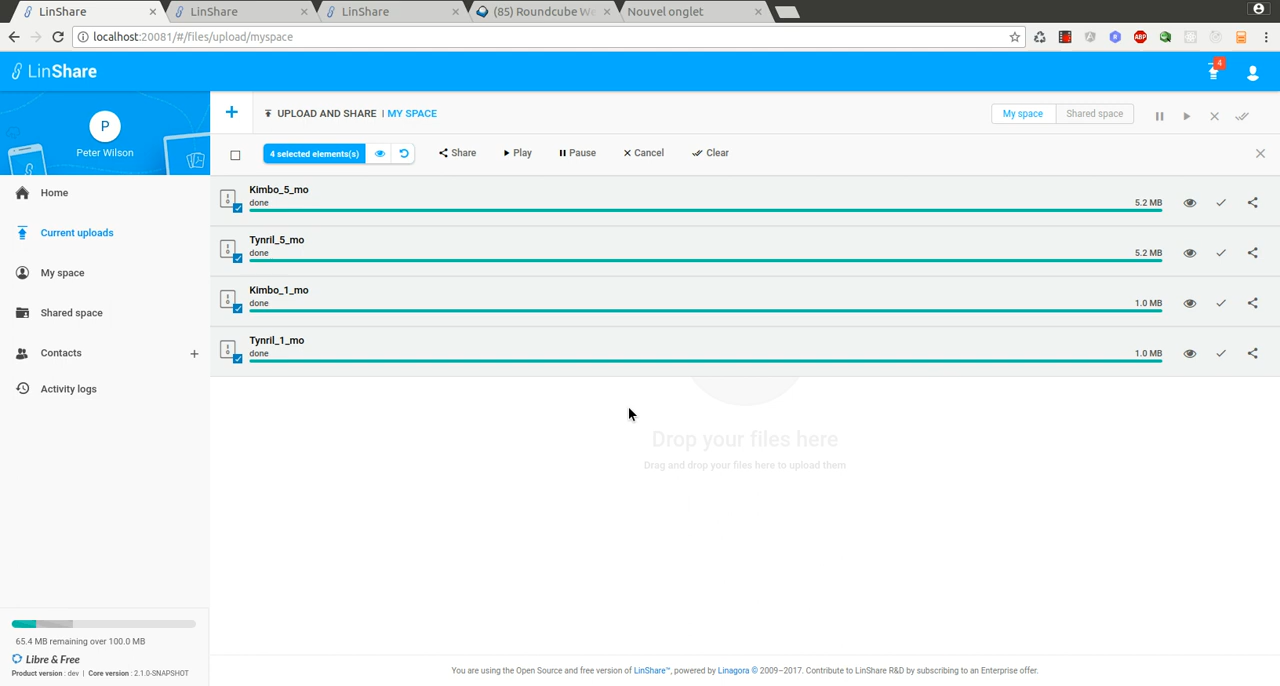 LinShare
LinShare
LinShare
(85) Roundcube We
Nouvel onglet
localhost:20081/#/files/upload/myspace
ABP
LinShare
4
P
Peter Wilson
UPLOAD AND SHARE | MY SPACE
My space
Shared space
4 selected elements(s)
Share
Play
Pause
Cancel
Clear
Home
Current uploads
My space
Shared space
Contacts
Activity logs
Kimbo_5_mo
done
5.2 MB
Tynril_5_mo
done
5.2 MB
Kimbo_1_mo
done
1.0 MB
Tynril_1_mo
done
1.0 MB
Drop your files here
Drag and drop your files here to upload them
65.4 MB remaining over 100.0 MB
Libre & Free
Product version : dev | Core version : 2.1.0-SNAPSHOT
You are using the Open Source and free version of LinShare™, powered by Linagora © 2009–2017. Contribute to LinShare R&D by subscribing to an Enterprise offer.